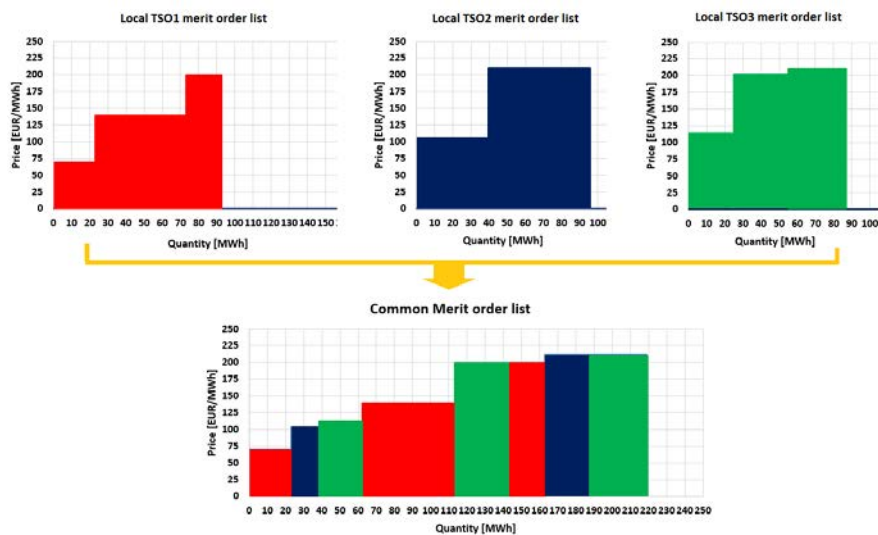 Local TSO1 merit order list
Local TSO2 merit order list
Local TSO3 merit order list
Price [EUR/MWh]
250
225
200
175
150
125
100
75
50
25
0
0 10 20 30 40 50 60 70 80 90 100 110 120 130 140 150
Quantity [MWh]
Price [EUR/MWh]
250
225
200
175
150
125
100
75
50
25
0
0 10 20 30 40 50 60 70 80 90 100
Quantity [MWh]
Price [EUR/MWh]
250
225
200
175
150
125
100
75
50
25
0
0 10 20 30 40 50 60 70 80 90 100
Quantity [MWh]
Common Merit order list
Price [EUR/MWh]
250
225
200
175
150
125
100
75
50
25
0
0 10 20 30 40 50 60 70 80 90 100 110 120 130 140 150 160 170 180 190 200 210 220 230 240 250
Quantity [MWh]